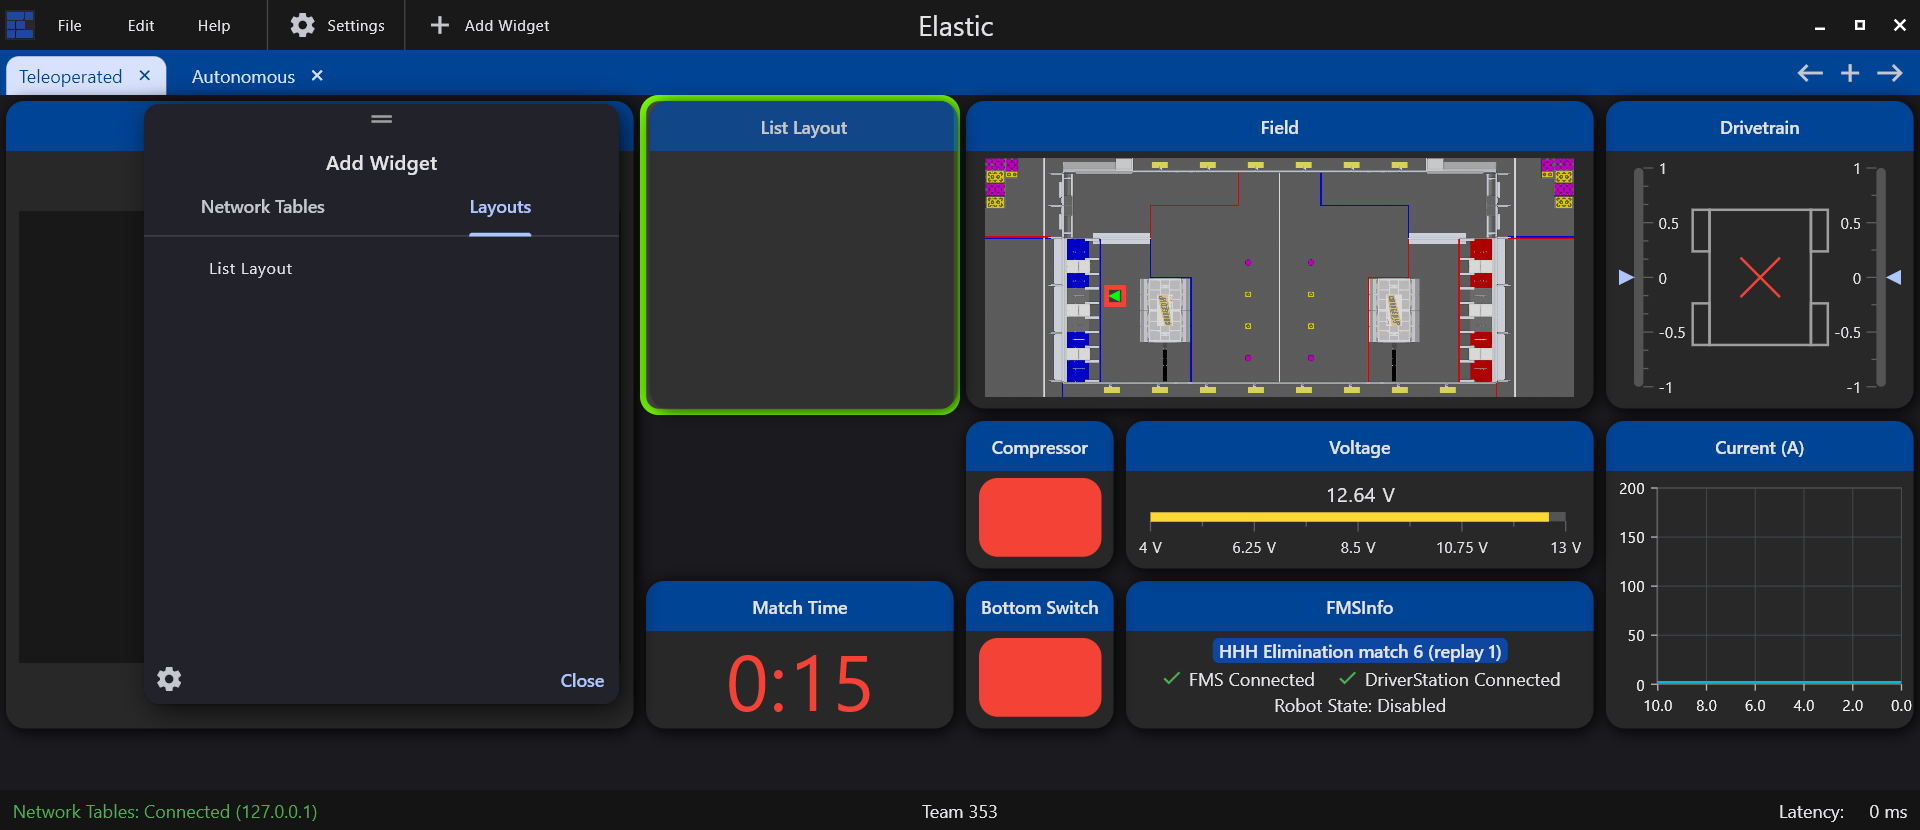 File Edit Help Settings Add Widget Elastic
Teleoperated Autonomous
Add Widget
Network Tables Layouts
List Layout
Close
List Layout
Field
Drivetrain
1 1
0.5 0.5
0 0
-0.5 -0.5
-1 -1
Compressor
Voltage
12.64 V
4 V 6.25 V 8.5 V 10.75 V 13 V
Current (A)
200
150
100
50
0
10.0 8.0 6.0 4.0 2.0 0.0
Match Time
0:15
Bottom Switch
FMSInfo
HHH Elimination match 6 (replay 1)
FMS Connected DriverStation Connected
Robot State: Disabled
Network Tables: Connected (127.0.0.1) Team 353 Latency: 0 ms